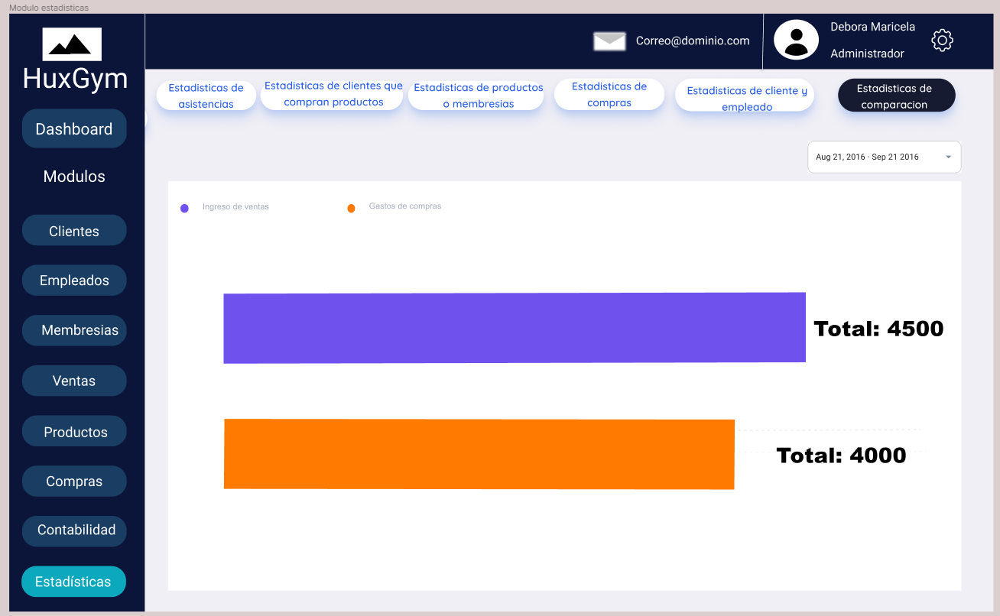 Modulo estadisticas
HuxGym
Correo@dominio.com
Debora Maricela
Administrador
Estadisticas de
asistencias
Estadisticas de clientes que
compran productos
Estadisticas de productos
o membresias
Estadisticas de
compras
Estadisticas de cliente y
empleado
Estadisticas de
comparacion
Dashboard
Modulos
Clientes
Empleados
Membresias
Ventas
Productos
Compras
Contabilidad
Estadísticas
Aug 21, 2016 · Sep 21 2016
Ingreso de ventas
Gastos de compras
Total: 4500
Total: 4000